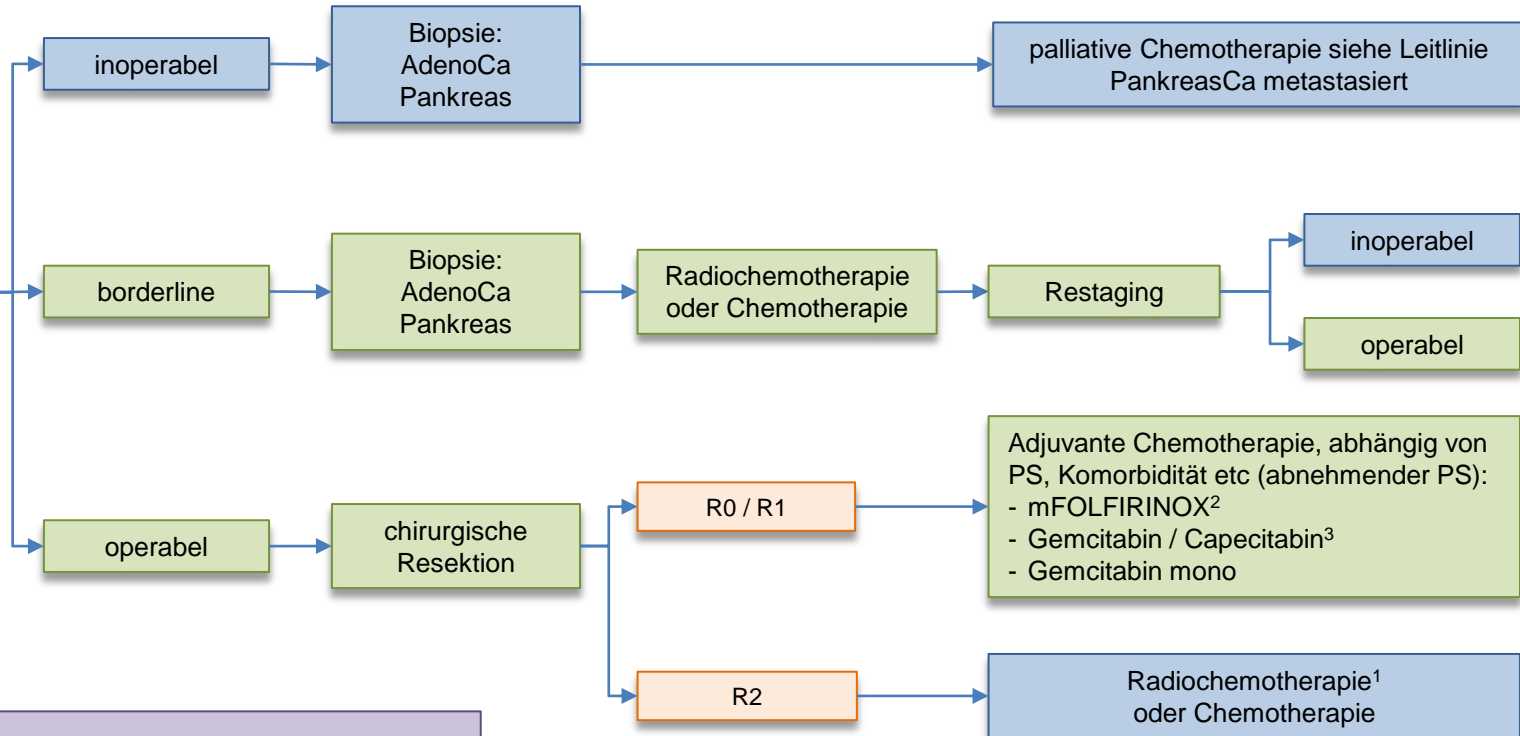 inoperabel
Biopsie:
AdenoCa
Pankreas
palliative Chemotherapie siehe Leitlinie
PankreasCa metastasiert
borderline
Biopsie:
AdenoCa
Pankreas
Radiochemotherapie
oder Chemotherapie
Restaging
inoperabel
operabel
operabel
chirurgische
Resektion
R0 / R1
Adjuvante Chemotherapie, abhängig von
PS, Komorbidität etc (abnehmender PS):
- mFOLFIRINOX²
- Gemcitabin / Capecitabin³
- Gemcitabin mono
R2
Radiochemotherapie¹
oder Chemotherapie